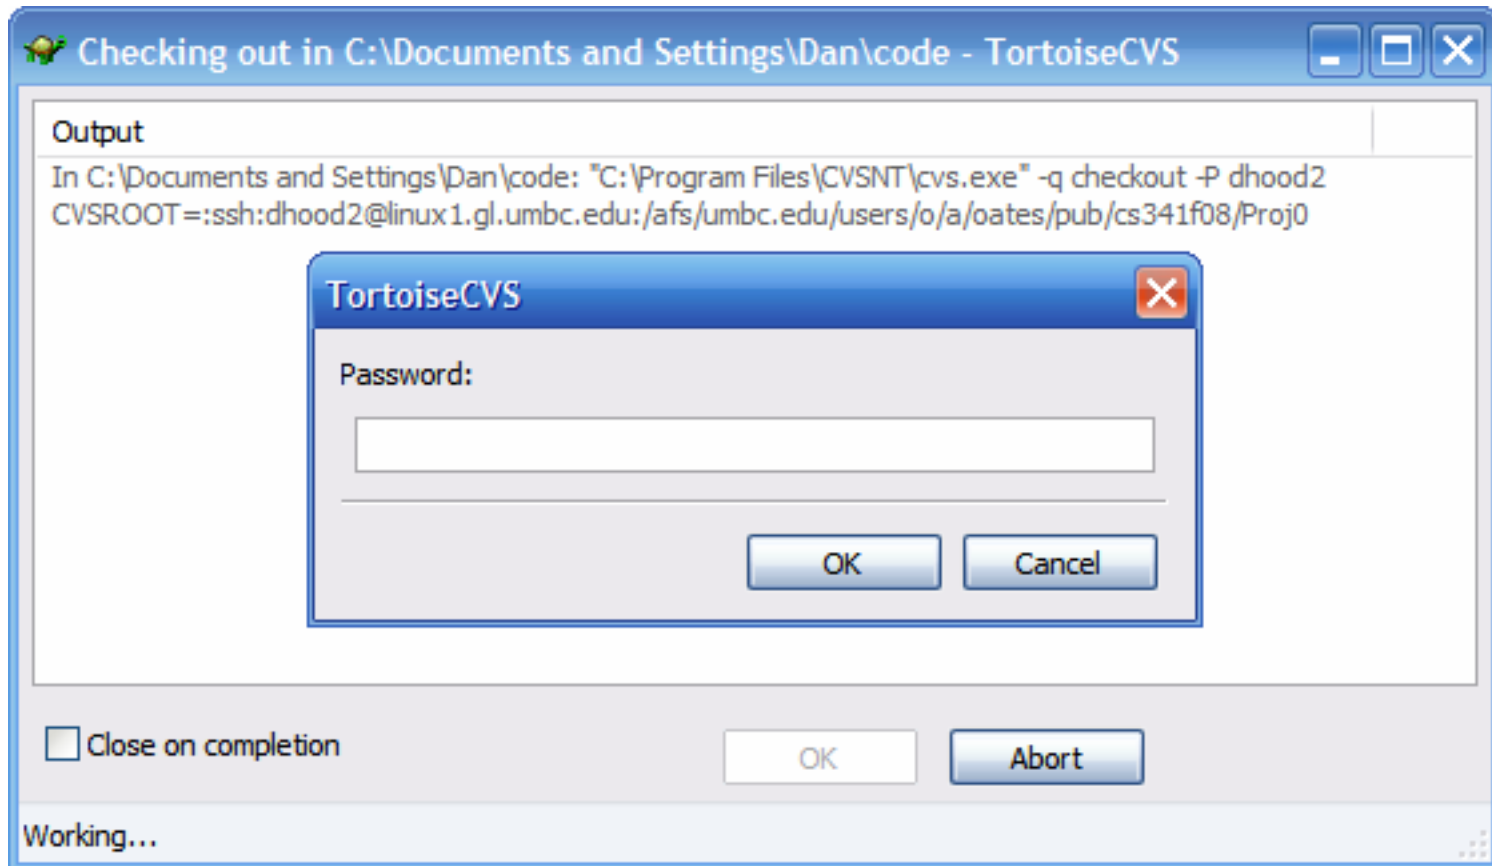 Checking out in C:\Documents and Settings\Dan\code - TortoiseCVS
Output
In C:\Documents and Settings\Dan\code: "C:\Program Files\CVSNT\cvs.exe" -q checkout -P dhood2
CVSROOT=:ssh:dhood2@linux1.gl.umbc.edu:/afs/umbc.edu/users/o/a/oates/pub/cs341f08/Proj0
TortoiseCVS
Password:
OK Cancel
Close on completion
OK Abort
Working...